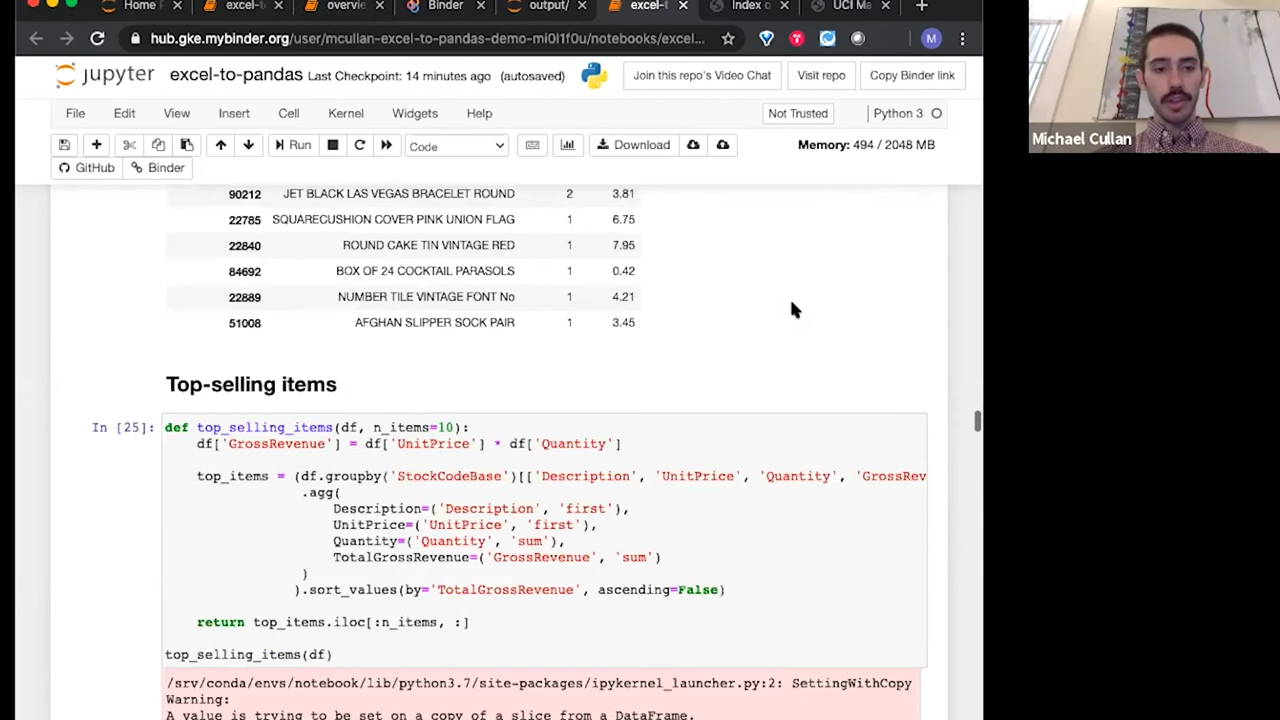 Home
excel-t
overvie
Binder
output/
excel-t
Index o
UCI Ma
hub.gke.mybinder.org/user/mcullan-excel-to-pandas-demo-mi0l1f0u/notebooks/excel...
M
jupyter excel-to-pandas Last Checkpoint: 14 minutes ago (autosaved)
Join this repo's Video Chat
Visit repo
Copy Binder link
File Edit View Insert Cell Kernel Widgets Help
Not Trusted
Python 3
Run
Code
Download
Memory: 494 / 2048 MB
GitHub
Binder
90212 JET BLACK LAS VEGAS BRACELET ROUND 2 3.81
22785 SQUARECUSHION COVER PINK UNION FLAG 1 6.75
22840 ROUND CAKE TIN VINTAGE RED 1 7.95
84692 BOX OF 24 COCKTAIL PARASOLS 1 0.42
22889 NUMBER TILE VINTAGE FONT No 1 4.21
51008 AFGHAN SLIPPER SOCK PAIR 1 3.45
Top-selling items
In [25]: def top_selling_items(df, n_items=10):
df['GrossRevenue'] = df['UnitPrice'] * df['Quantity']
top_items = (df.groupby('StockCodeBase')[['Description', 'UnitPrice', 'Quantity', 'GrossRev
.agg(
Description=('Description', 'first'),
UnitPrice=('UnitPrice', 'first'),
Quantity=('Quantity', 'sum'),
TotalGrossRevenue=('GrossRevenue', 'sum')
)
).sort_values(by='TotalGrossRevenue', ascending=False)
return top_items.iloc[:n_items, :]
top_selling_items(df)
/srv/conda/envs/notebook/lib/python3.7/site-packages/ipykernel_launcher.py:2: SettingWithCopy
Warning:
A value is trying to be set on a copy of a slice from a DataFrame.
Michael Cullan